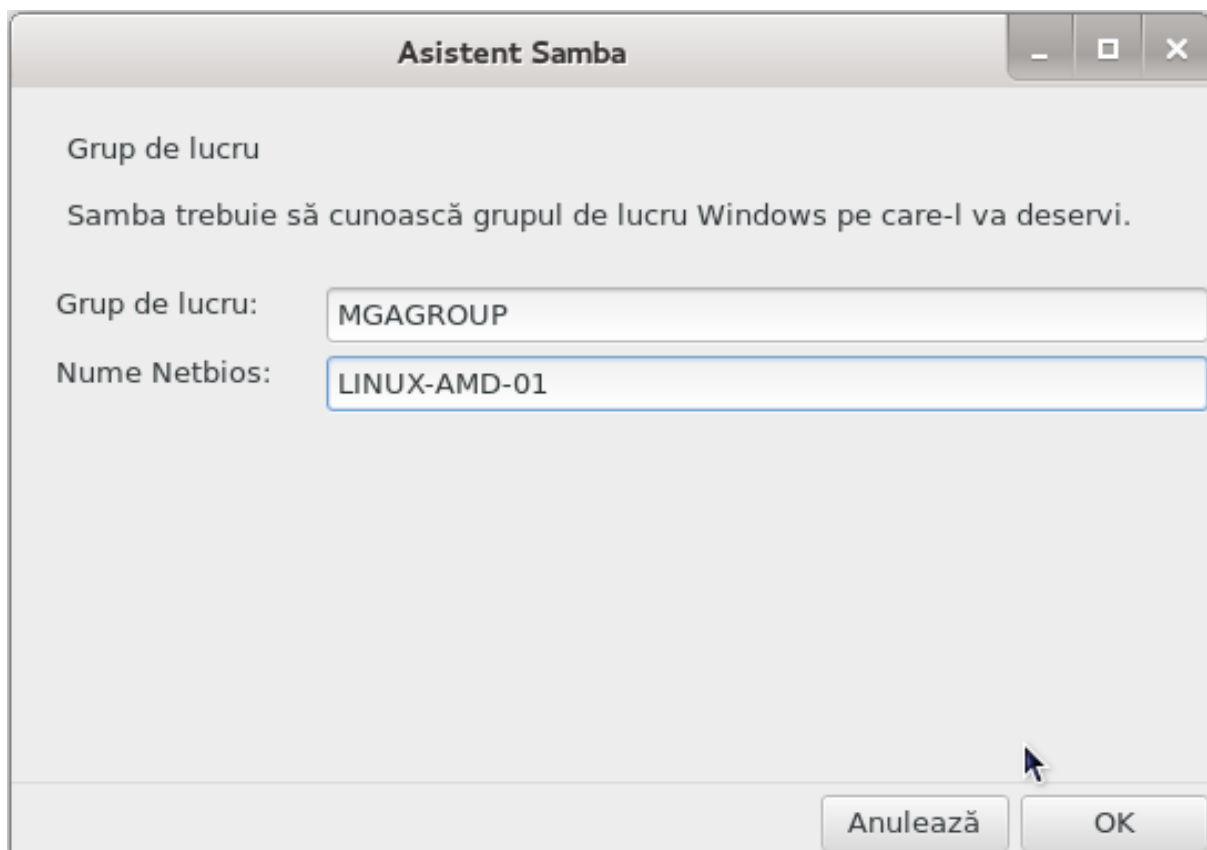 Asistent Samba
Grup de lucru
Samba trebuie să cunoască grupul de lucru Windows pe care-l va deservi.
Grup de lucru: MGAGROUP
Nume Netbios: LINUX-AMD-01
Anulează OK